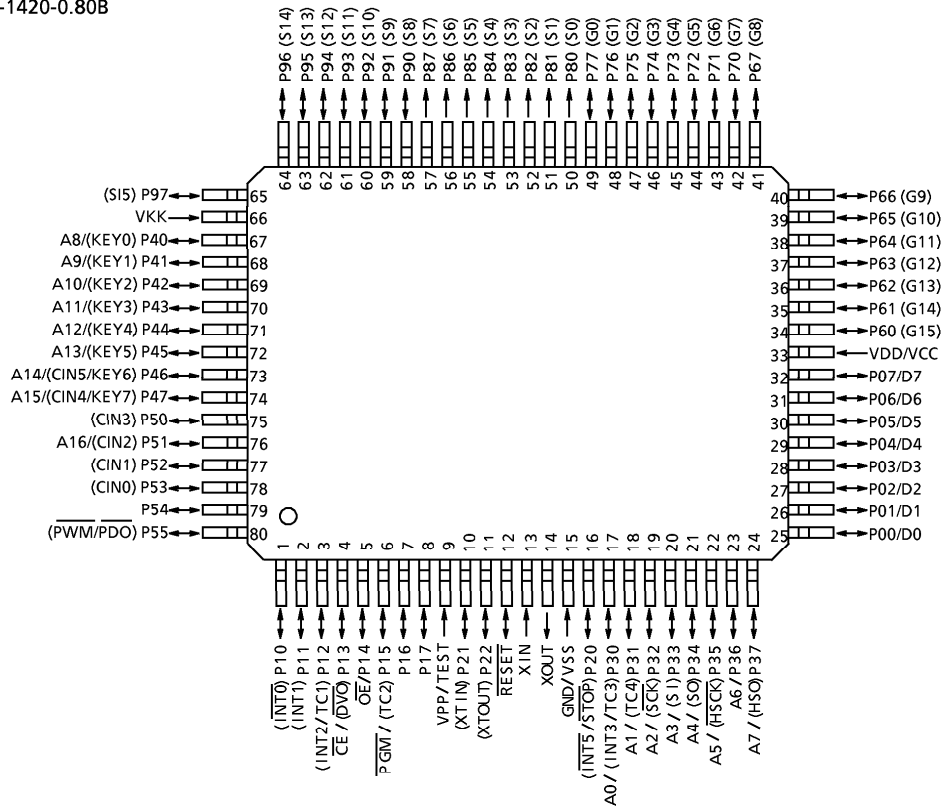 -1420-0.80B
P96 (S14)
P95 (S13)
P94 (S12)
P93 (S11)
P92 (S10)
P91 (S9)
P90 (S8)
P87 (S7)
P86 (S6)
P85 (S5)
P84 (S4)
P83 (S3)
P82 (S2)
P81 (S1)
P80 (S0)
P77 (G0)
P76 (G1)
P75 (G2)
P74 (G3)
P73 (G4)
P72 (G5)
P71 (G6)
P70 (G7)
P67 (G8)
64 63 62 61 60 59 58 57 56 55 54 53 52 51 50 49 48 47 46 45 44 43 42 41
(SI5) P97 65
VKK 66
A8/(KEY0) P40 67
A9/(KEY1) P41 68
A10/(KEY2) P42 69
A11/(KEY3) P43 70
A12/(KEY4) P44 71
A13/(KEY5) P45 72
A14/(CIN5/KEY6) P46 73
A15/(CIN4/KEY7) P47 74
(CIN3) P50 75
A16/(CIN2) P51 76
(CIN1) P52 77
(CIN0) P53 78
P54 79
(PWM/PDO) P55 80
40 P66 (G9)
39 P65 (G10)
38 P64 (G11)
37 P63 (G12)
36 P62 (G13)
35 P61 (G14)
34 P60 (G15)
33 VDD/VCC
32 P07/D7
31 P06/D6
30 P05/D5
29 P04/D4
28 P03/D3
27 P02/D2
26 P01/D1
25 P00/D0
1 2 3 4 5 6 7 8 9 10 11 12 13 14 15 16 17 18 19 20 21 22 23 24
(INT0) P10
(INT1) P11
(INT2/TC1) P12
CE/(DVO) P13
OE/P14
PGM/(TC2) P15
P16
P17
VPP/TEST
(XTIN) P21
(XTOUT) P22
RESET
XIN
XOUT
GND/VSS
(INT5/STOP) P20
A0/(INT3/TC3) P30
A1/(TC4) P31
A2/(SCK) P32
A3/(SI) P33
A4/(SO) P34
A5/(HSCK) P35
A6/P36
A7/(HSO) P37